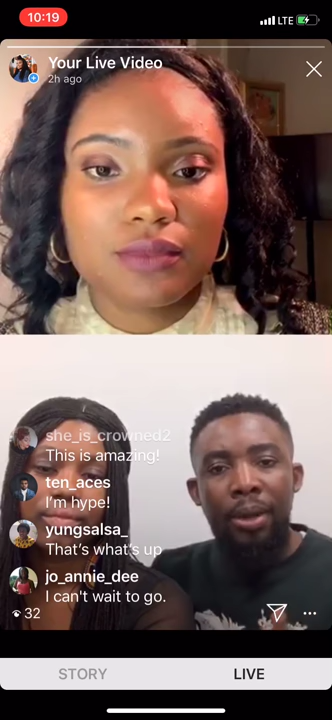 10:19
LTE
Your Live Video
2h ago
she_is_crowned2
This is amazing!
ten_aces
I'm hype!
yungsalsa_
That's what's up
jo_annie_dee
I can't wait to go.
32
STORY
LIVE